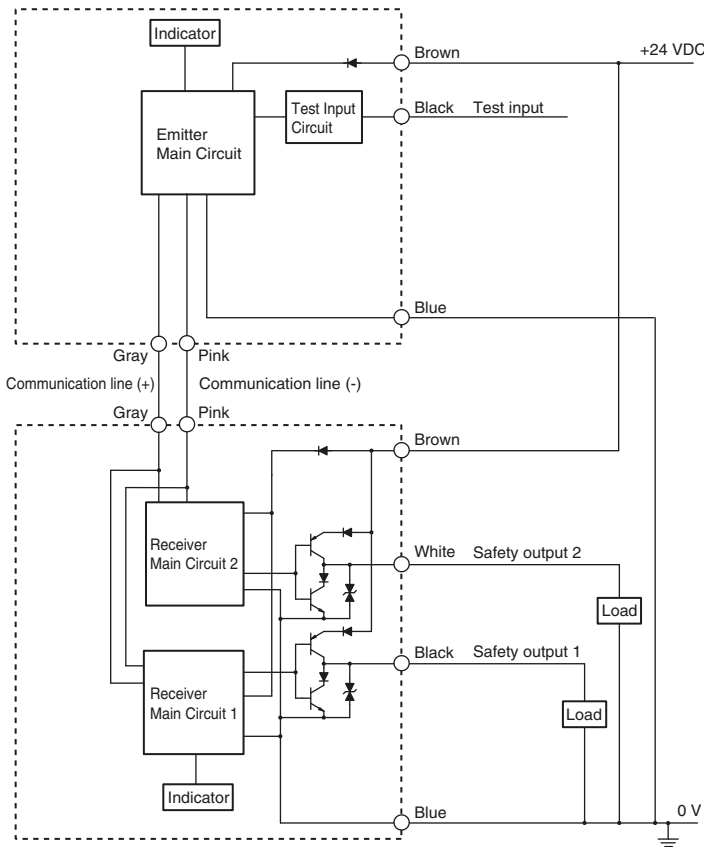 Indicator
Brown
+24 VDC
Emitter
Main Circuit
Test Input
Circuit
Black
Test input
Blue
Gray
Pink
Communication line (+)
Communication line (-)
Gray
Pink
Brown
Receiver
Main Circuit 2
White
Safety output 2
Load
Receiver
Main Circuit 1
Black
Safety output 1
Load
Indicator
Blue
0 V